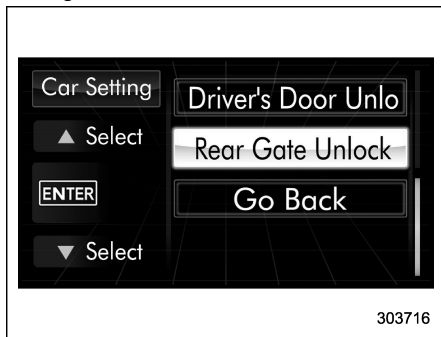 Car Setting
Driver's Door Unlo
▲ Select
Rear Gate Unlock
ENTER
Go Back
▼ Select
303716